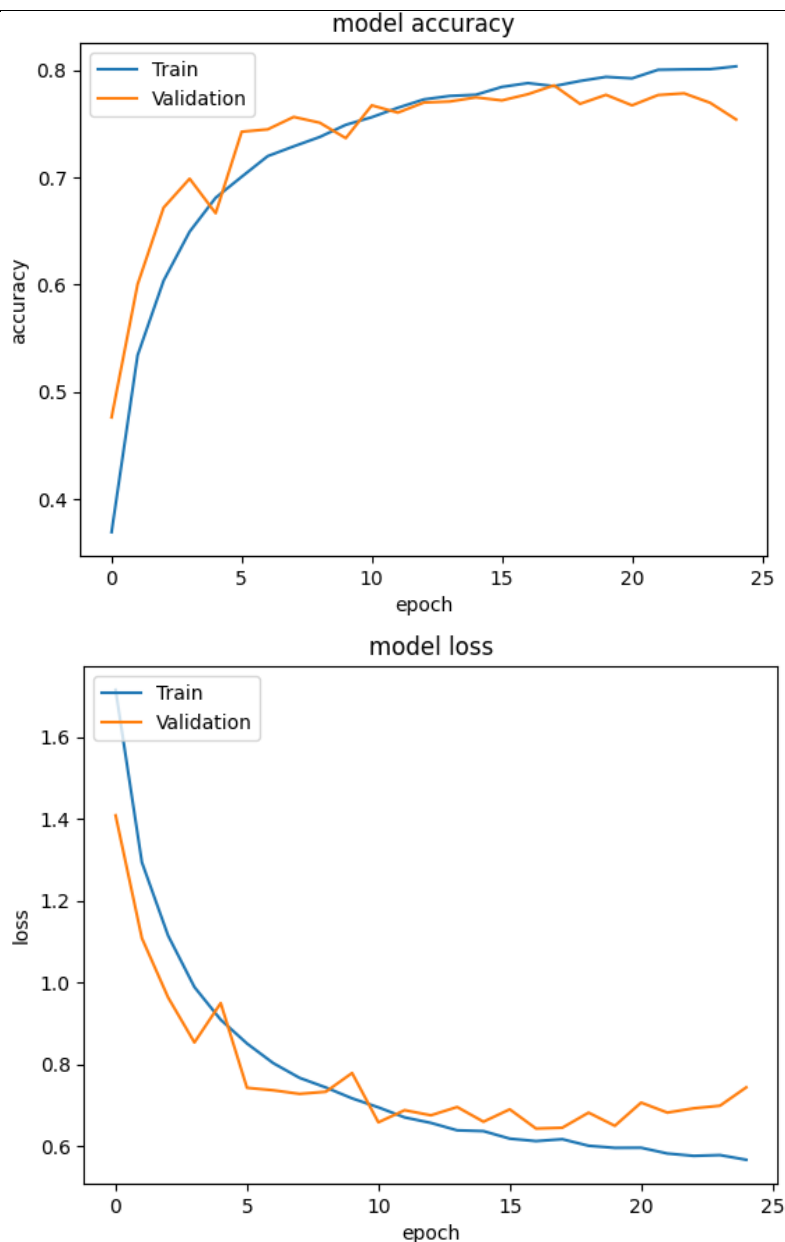 model accuracy
Train
Validation
0.8
0.7
0.6
0.5
0.4
accuracy
0 5 10 15 20 25
epoch
model loss
Train
Validation
1.6
1.4
1.2
1.0
0.8
0.6
loss
0 5 10 15 20 25
epoch